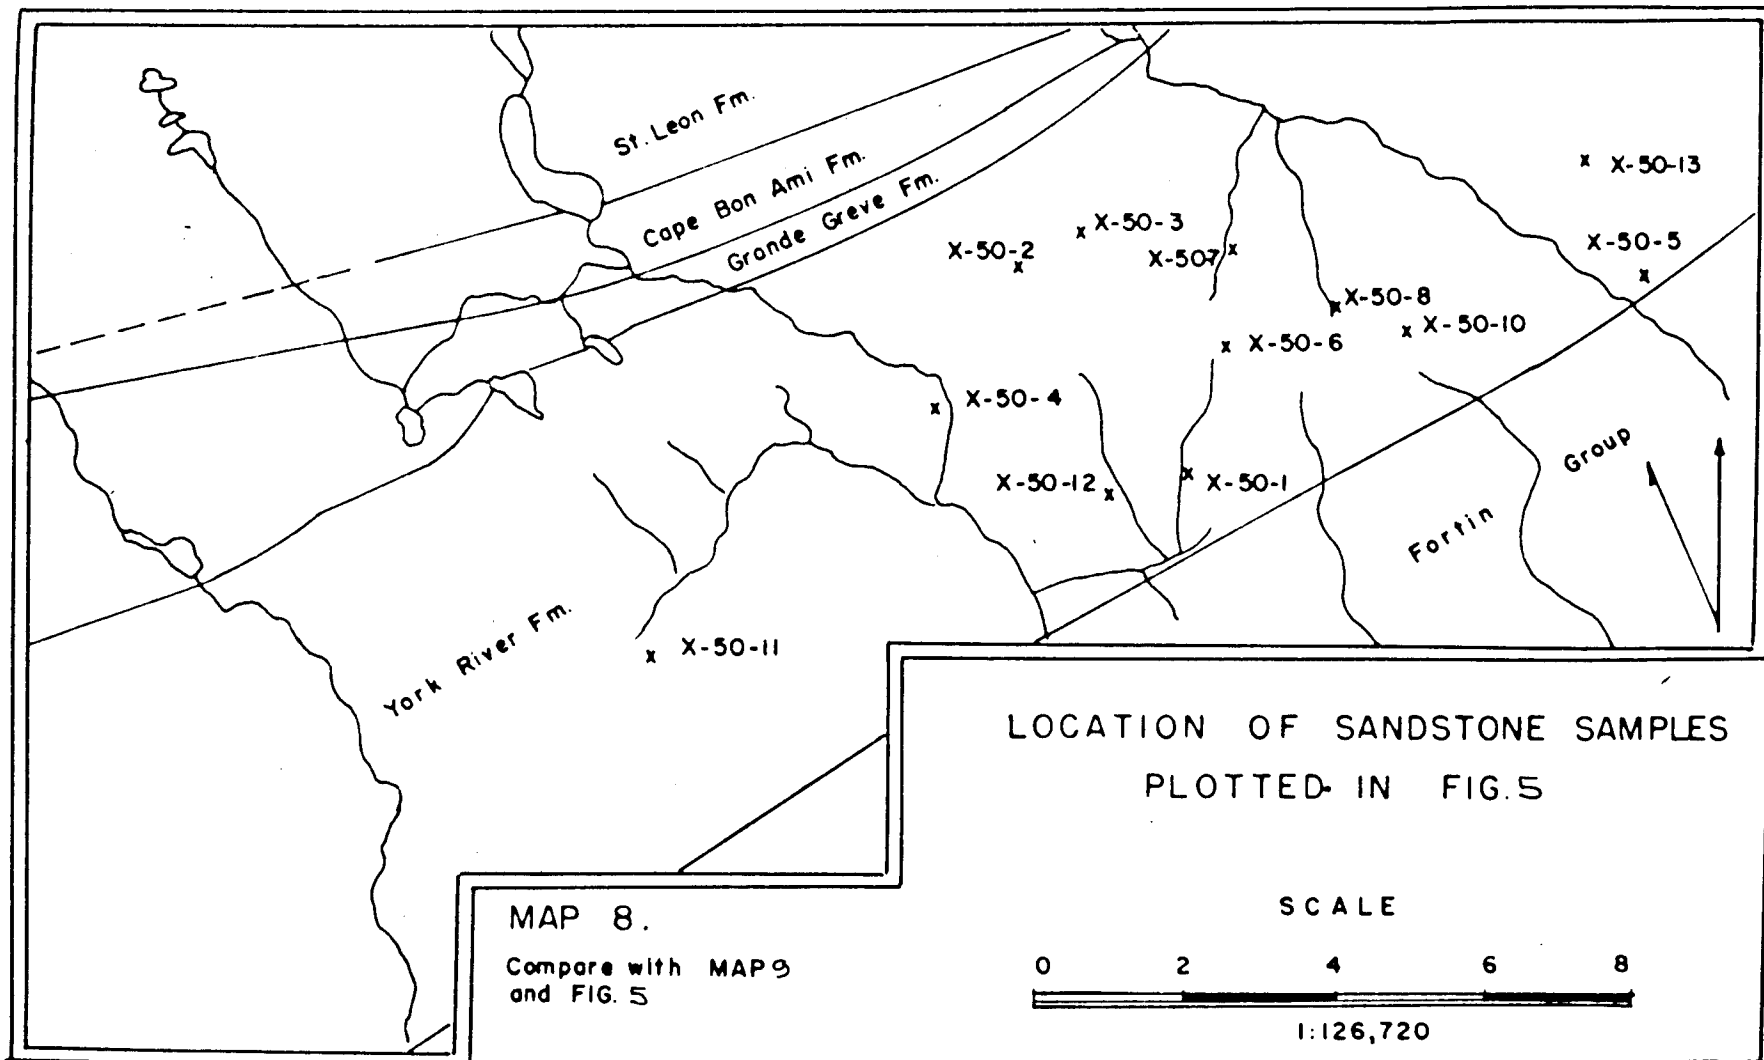 St. Leon Fm.
Cape Bon Ami Fm.
Grande Greve Fm.
X-50-13
X-50-3
X-50-5
X-50-2
X-507
X-50-8
X-50-10
X-50-6
X-50-4
Group
X-50-12
X-50-1
Fortin
York River Fm.
X-50-11
LOCATION OF SANDSTONE SAMPLES
PLOTTED IN FIG. 5
MAP 8.
Compare with MAP 9
and FIG. 5
SCALE
0 2 4 6 8
1:126,720